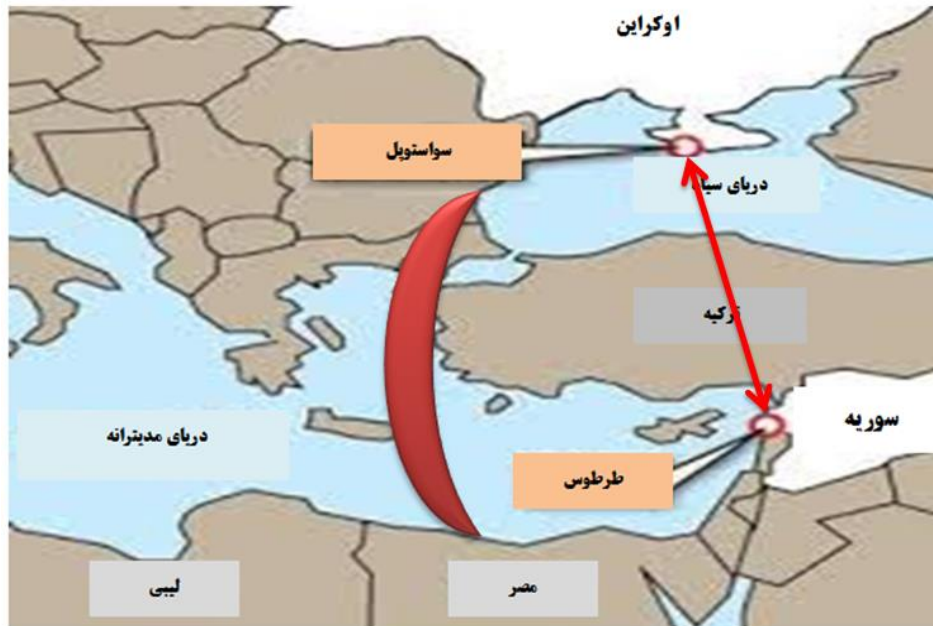 اوکراین
سواستوپل
دریای سیاه
ترکیه
سوریه
دریای مدیترانه
طرطوس
لیبی
مصر